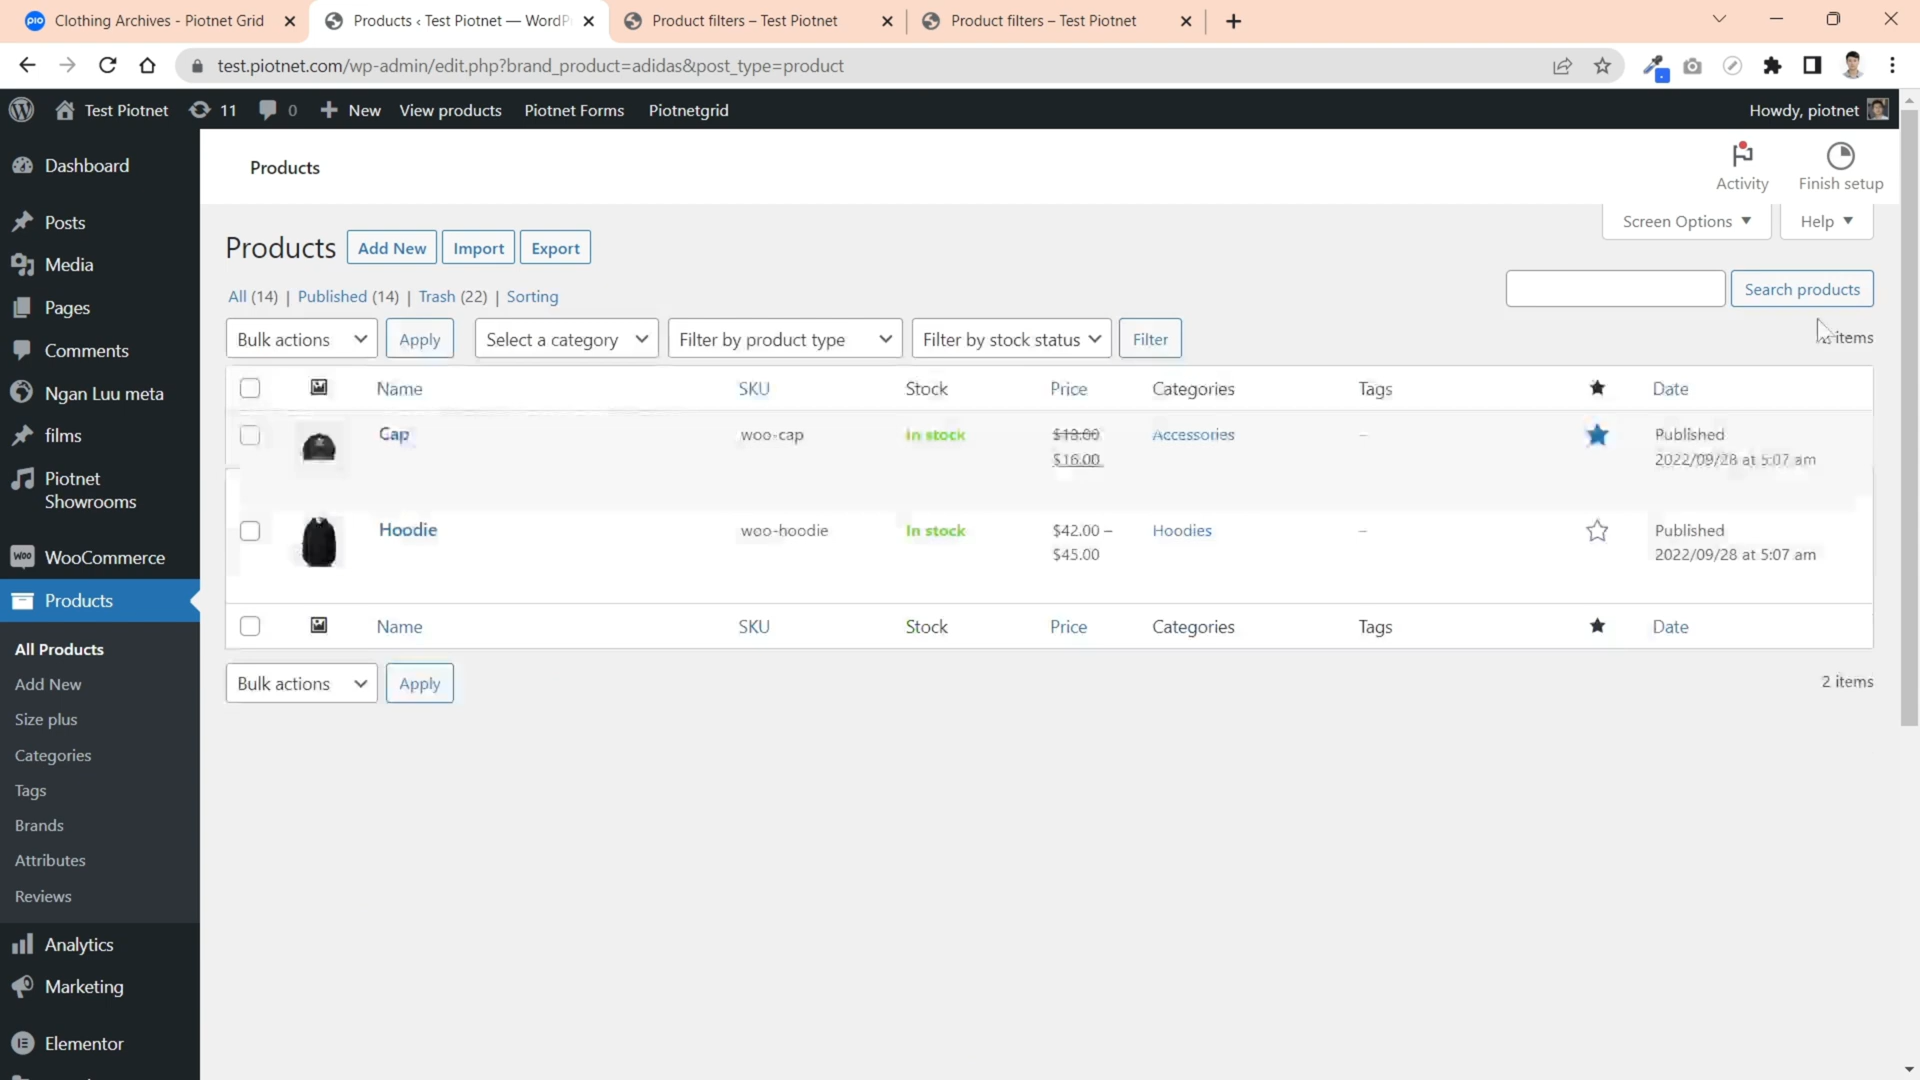 Clothing Archives - Piotnet Grid
Products ‹ Test Piotnet — WordP
Product filters – Test Piotnet
Product filters – Test Piotnet
test.piotnet.com/wp-admin/edit.php?brand_product=adidas&post_type=product
Test Piotnet 11 0 New View products Piotnet Forms Piotnetgrid Howdy, piotnet
Dashboard
Posts
Media
Pages
Comments
Ngan Luu meta
films
Piotnet
Showrooms
WooCommerce
Products
All Products
Add New
Size plus
Categories
Tags
Brands
Attributes
Reviews
Analytics
Marketing
Elementor
Products
Activity
Finish setup
Screen Options
Help
Products Add New Import Export
All (14) | Published (14) | Trash (22) | Sorting
Search products
Bulk actions Apply Select a category Filter by product type Filter by stock status Filter
items
Name SKU Stock Price Categories Tags Date
Cap woo-cap In stock $18.00 Accessories – Published
$16.00 2022/09/28 at 5:07 am
Hoodie woo-hoodie In stock $42.00 – Hoodies – Published
$45.00 2022/09/28 at 5:07 am
Name SKU Stock Price Categories Tags Date
Bulk actions Apply
2 items